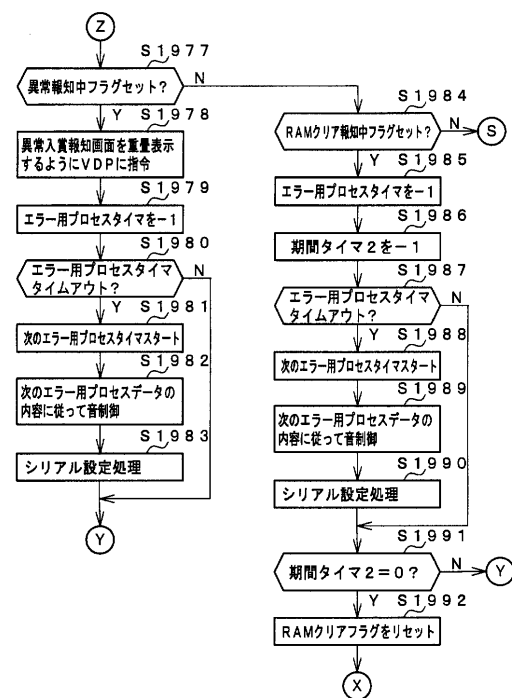 Z
S1977
異常報知中フラグセット?
N
Y
S1978
異常入賞報知画面を重畳表示
するようにVDPに指令
S1979
エラー用プロセスタイマを-1
S1980
エラー用プロセスタイマ
タイムアウト?
N
Y
S1981
次のエラー用プロセスタイマスタート
S1982
次のエラー用プロセスデータの
内容に従って音制御
S1983
シリアル設定処理
Y
S1984
RAMクリア報知中フラグセット?
N
S
Y
S1985
エラー用プロセスタイマを-1
S1986
期間タイマ2を-1
S1987
エラー用プロセスタイマ
タイムアウト?
N
Y
S1988
次のエラー用プロセスタイマスタート
S1989
次のエラー用プロセスデータの
内容に従って音制御
S1990
シリアル設定処理
S1991
期間タイマ2=0?
N
Y
Y
S1992
RAMクリアフラグをリセット
X